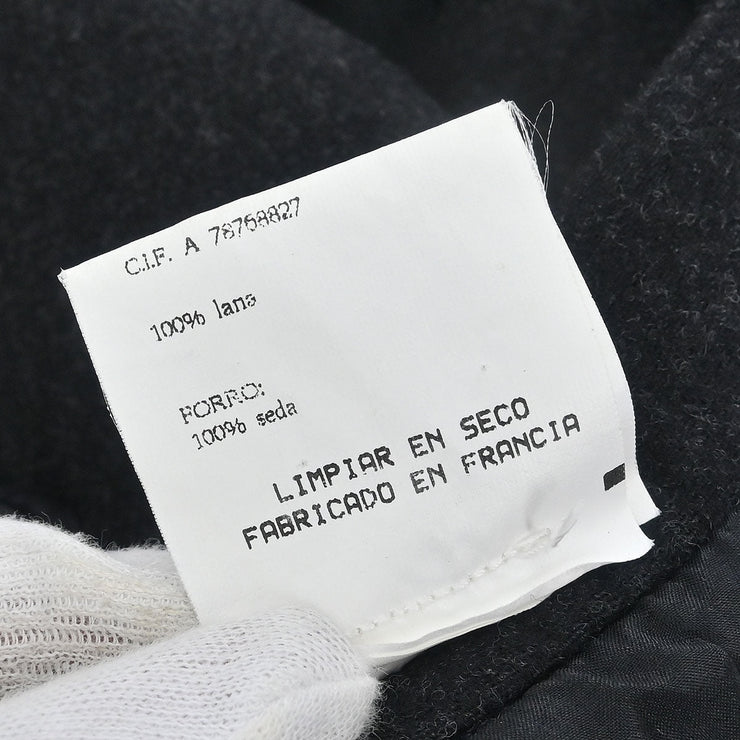 C.I.F. A 78768827
100% lana
FORRO:
100% seda
LIMPIAR EN SECO
FABRICADO EN FRANCIA